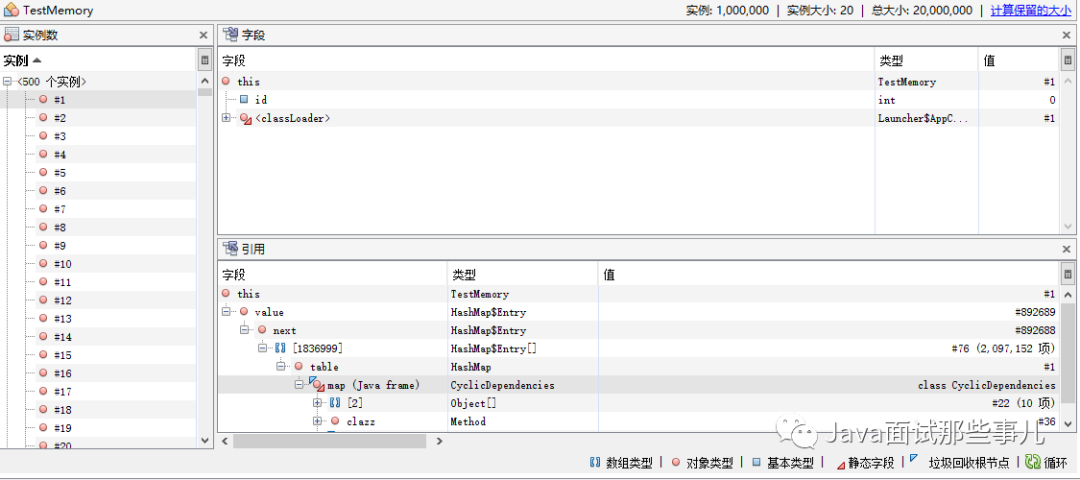 TestMemory
实例: 1,000,000 | 实例大小: 20 | 总大小: 20,000,000 | 计算保留的大小
实例数
实例
<500 个实例>
#1
#2
#3
#4
#5
#6
#7
#8
#9
#10
#11
#12
#13
#14
#15
#16
#17
#18
#19
#20
字段
字段 类型 值
this TestMemory #1
id int 0
<classLoader> Launcher$AppC... #1
引用
字段 类型 值
this TestMemory #1
value HashMap$Entry #892689
next HashMap$Entry #892688
[1836999] HashMap$Entry[] #76 (2,097,152 项)
table HashMap #1
map (Java frame) CyclicDependencies class CyclicDependencies
[2] Object[] #22 (10 项)
clazz Method #36
Java面试那些事儿
数组类型 | 对象类型 | 基本类型 | 静态字段 | 垃圾回收根节点 | 循环